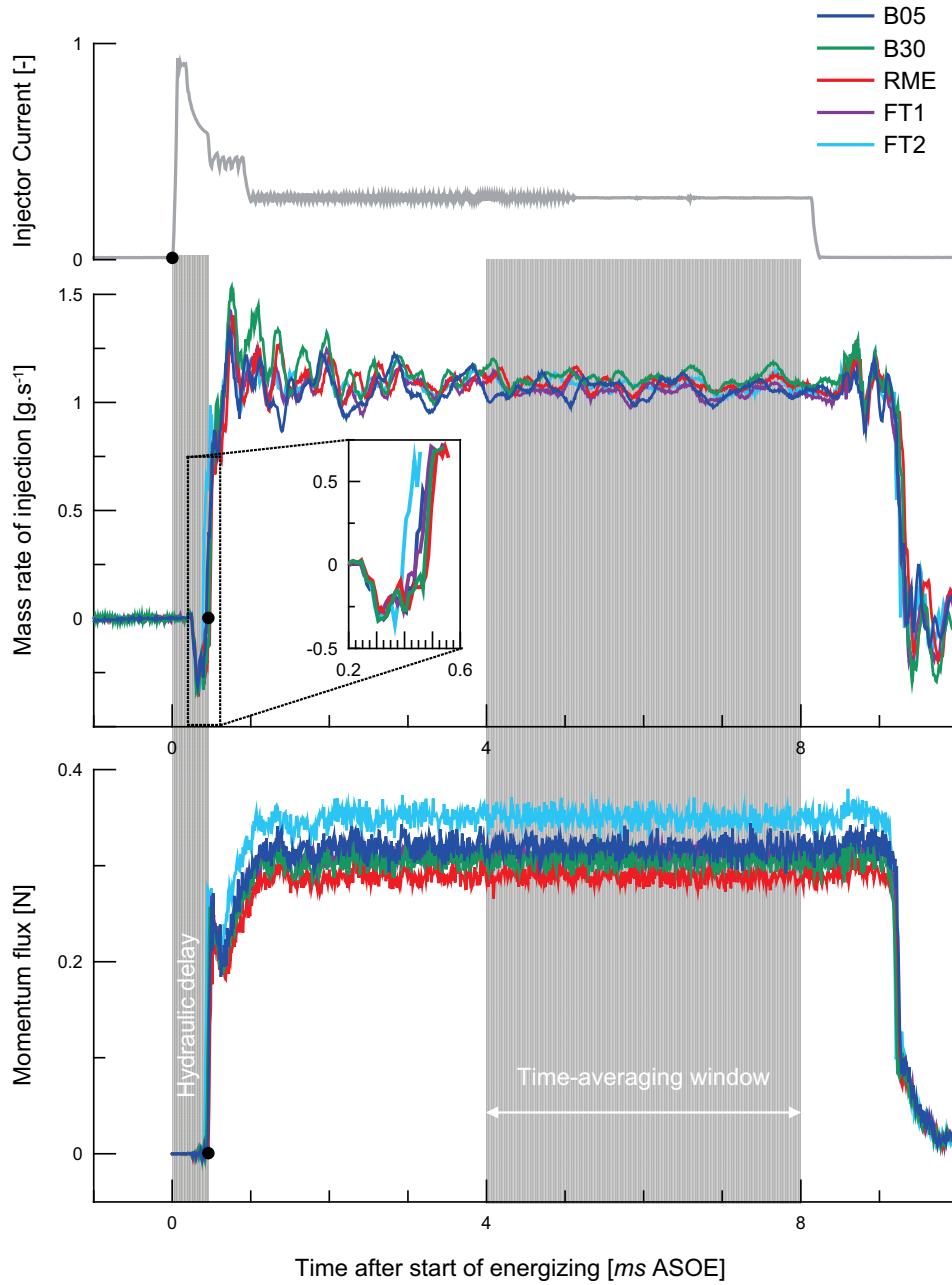 B05
B30
RME
FT1
FT2
Injector Current [-]
1
0
Mass rate of injection [g.s-1]
1.5
1
0.5
0
0.5
0
-0.5
0.2
0.6
0
4
8
Momentum flux [N]
0.4
0.2
0
Hydraulic delay
Time-averaging window
0
4
8
Time after start of energizing [ms ASOE]